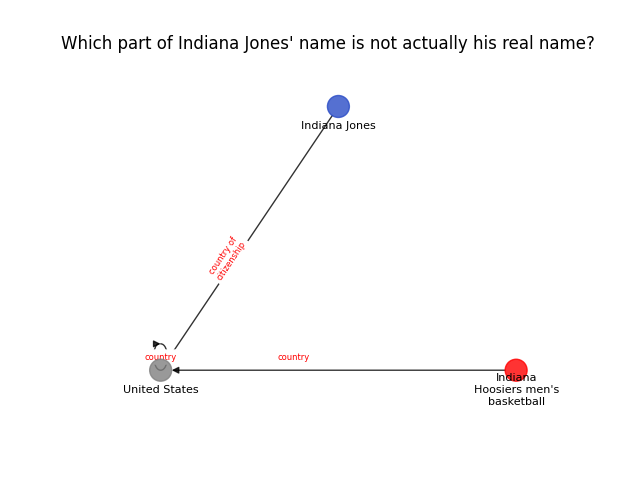 Which part of Indiana Jones' name is not actually his real name?
Indiana Jones
country of
citizenship
country
country
United States
Indiana
Hoosiers men's
basketball